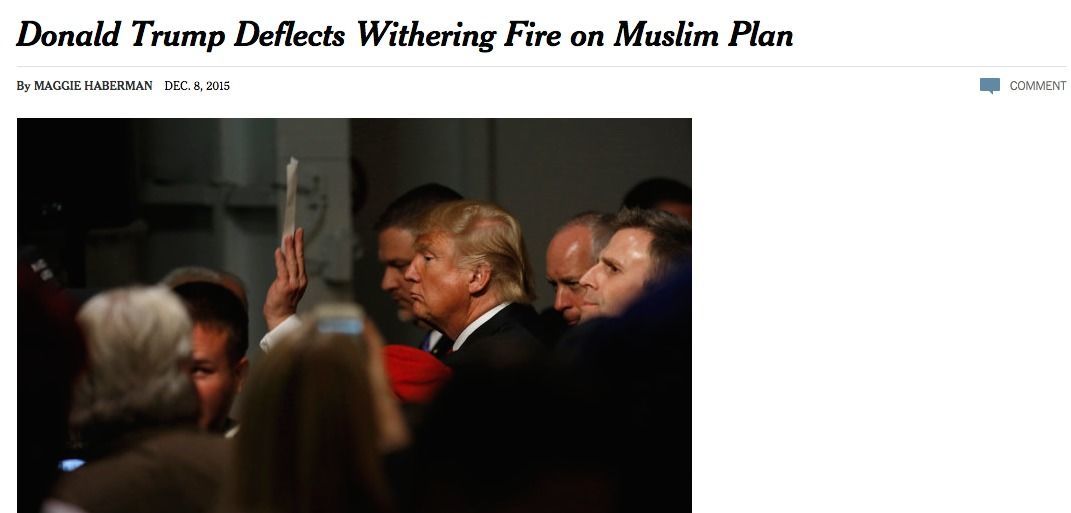 Donald Trump Deflects Withering Fire on Muslim Plan
By MAGGIE HABERMAN DEC. 8, 2015 COMMENT